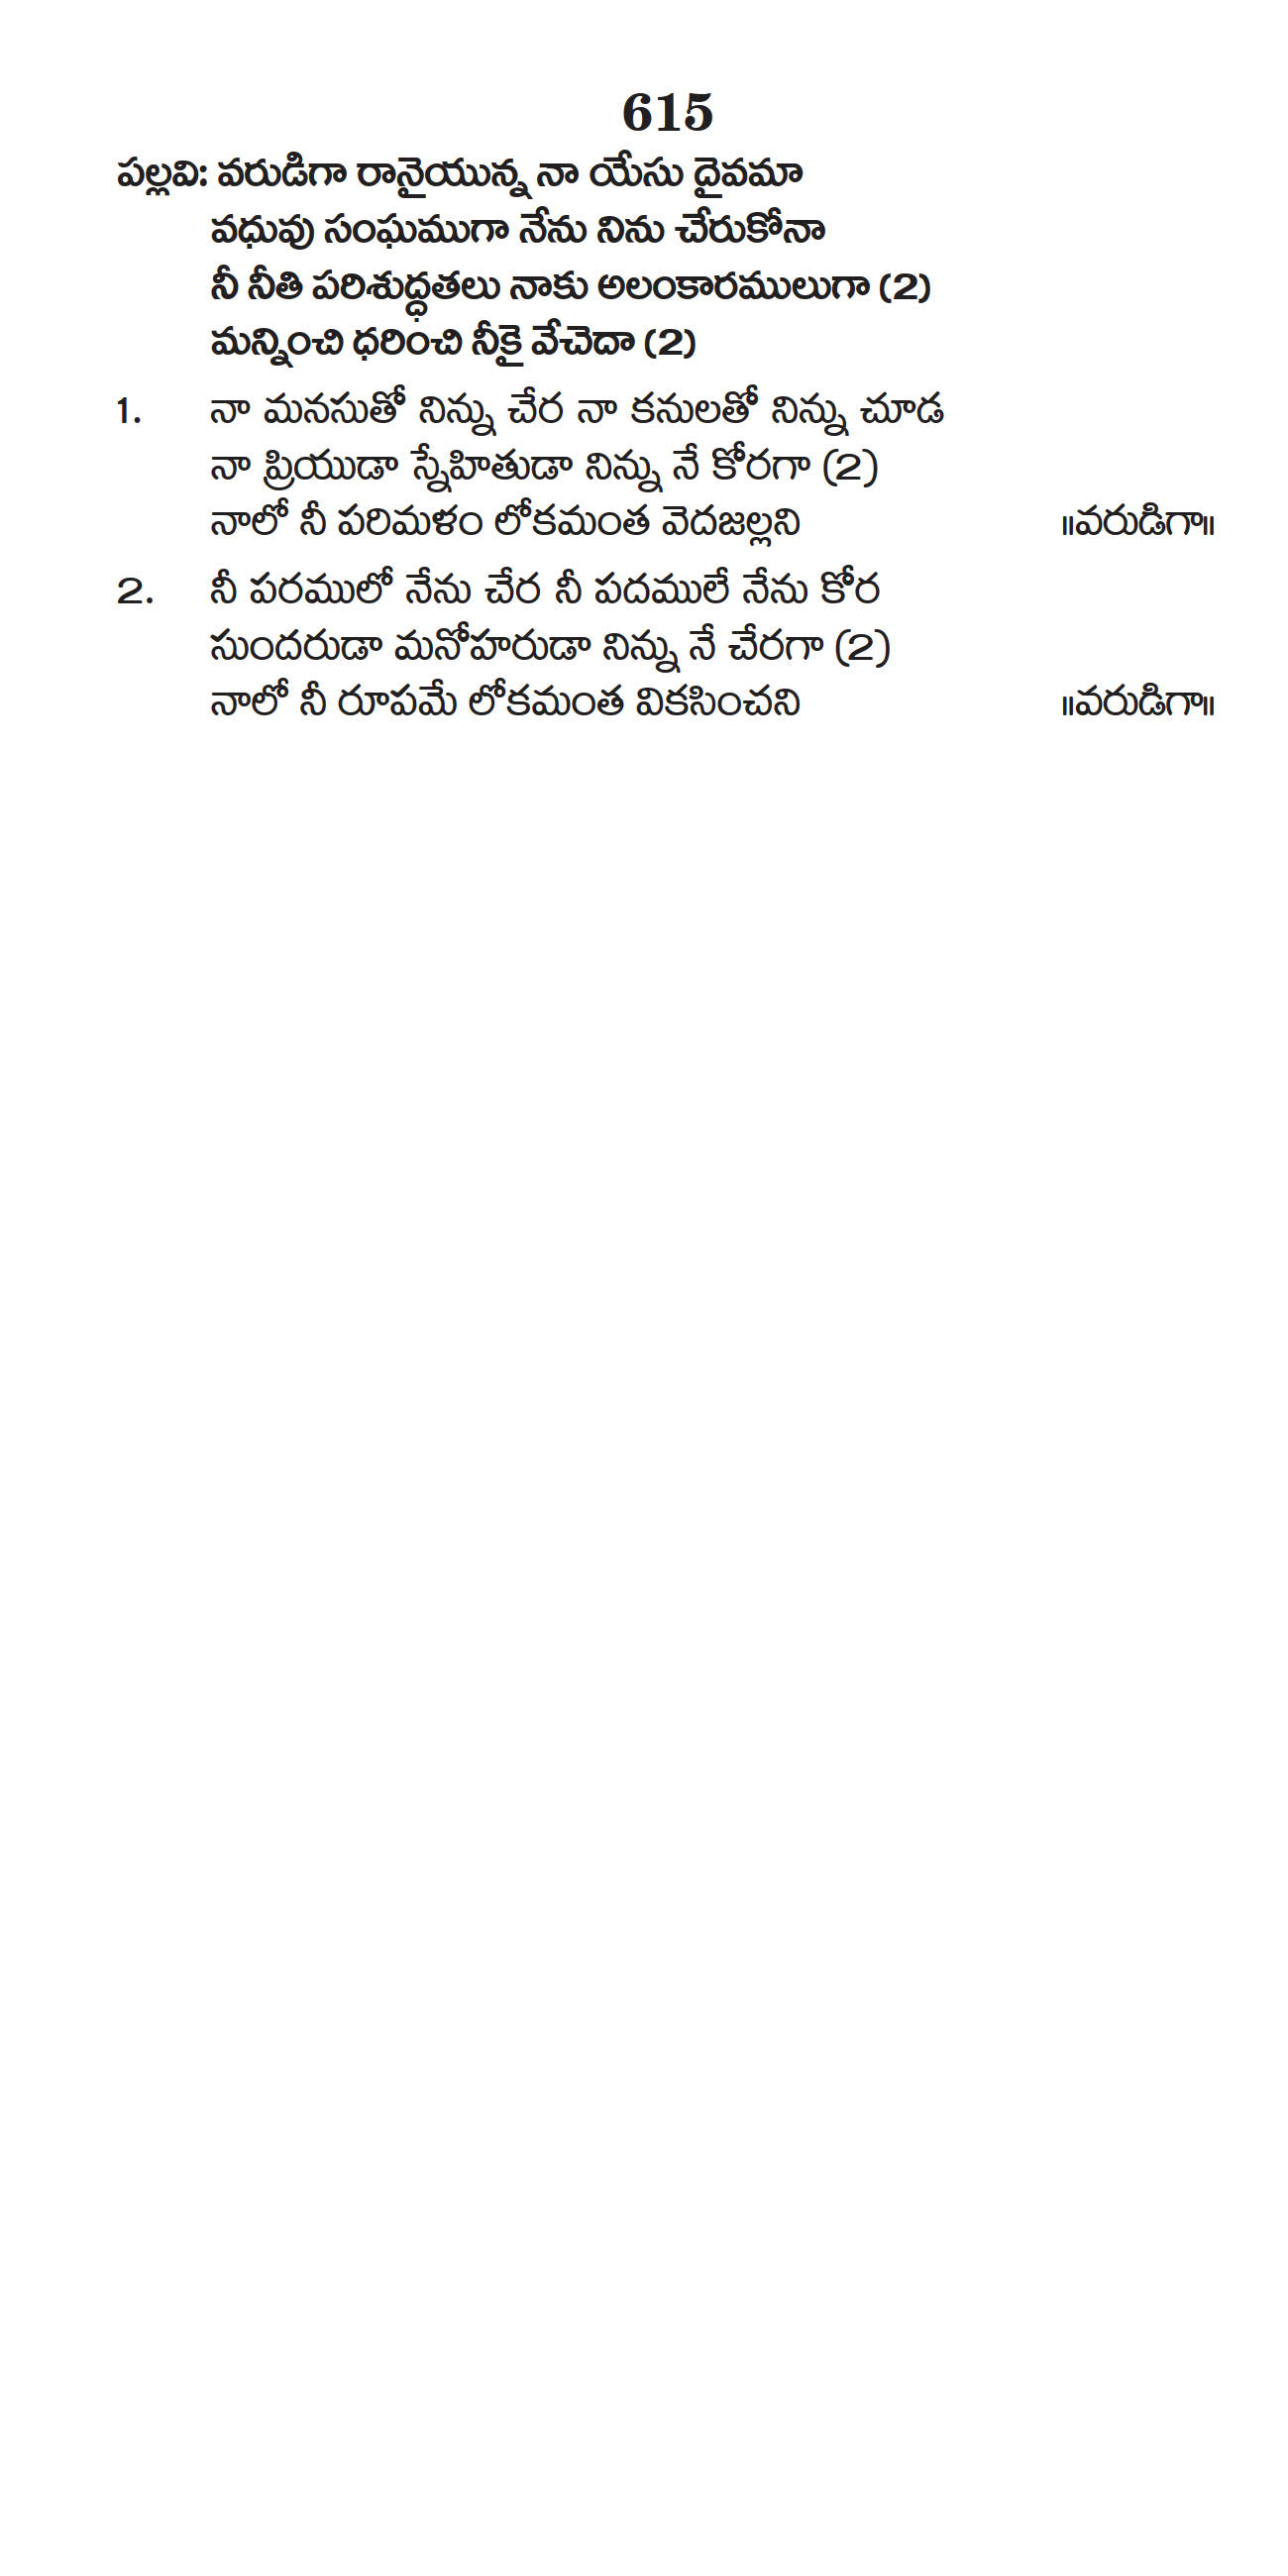 615
పల్లవి: వరుడిగా రానైయున్న నా యేసు దైవమా
వధువు సంఘముగా నేను నిను చేరుకోనా
నీ నీతి పరిశుద్ధతలు నాకు అలంకారములుగా (2)
మన్నించి ధరించి నీకై వేచెదా (2)
1. నా మనసుతో నిన్ను చేర నా కనులతో నిన్ను చూడ
నా ప్రియుడా స్నేహితుడా నిన్ను నే కోరగా (2)
నాలో నీ పరిమళం లోకమంత వెదజల్లని ॥వరుడిగా॥
2. నీ పరములో నేను చేర నీ పదములే నేను కోర
సుందరుడా మనోహరుడా నిన్ను నే చేరగా (2)
నాలో నీ రూపమే లోకమంత వికసించని ॥వరుడిగా॥